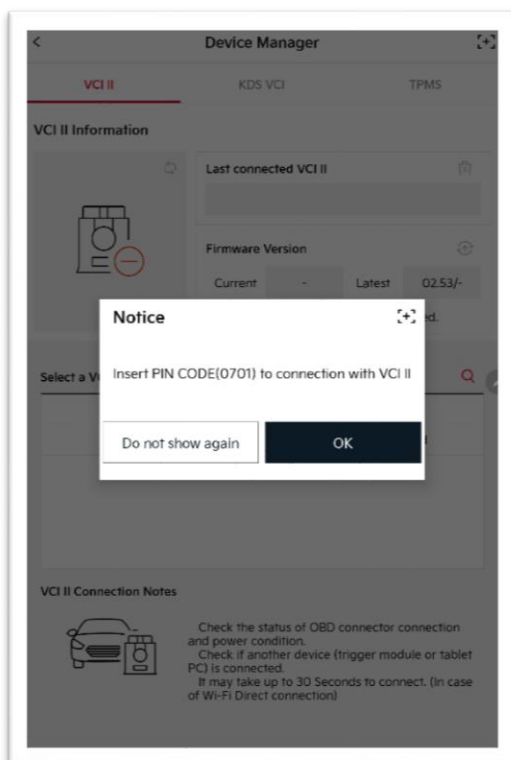 Device Manager
VCI II KDS VCI TPMS
VCI II Information
Last connected VCI II
Firmware Version
Current - Latest 02.53/-
Notice
Insert PIN CODE(0701) to connection with VCI II
Select a
Do not show again OK
VCI II Connection Notes
Check the status of OBD connector connection
and power condition.
Check if another device (trigger module or tablet
PC) is connected.
It may take up to 30 Seconds to connect. (In case
of Wi-Fi Direct connection)